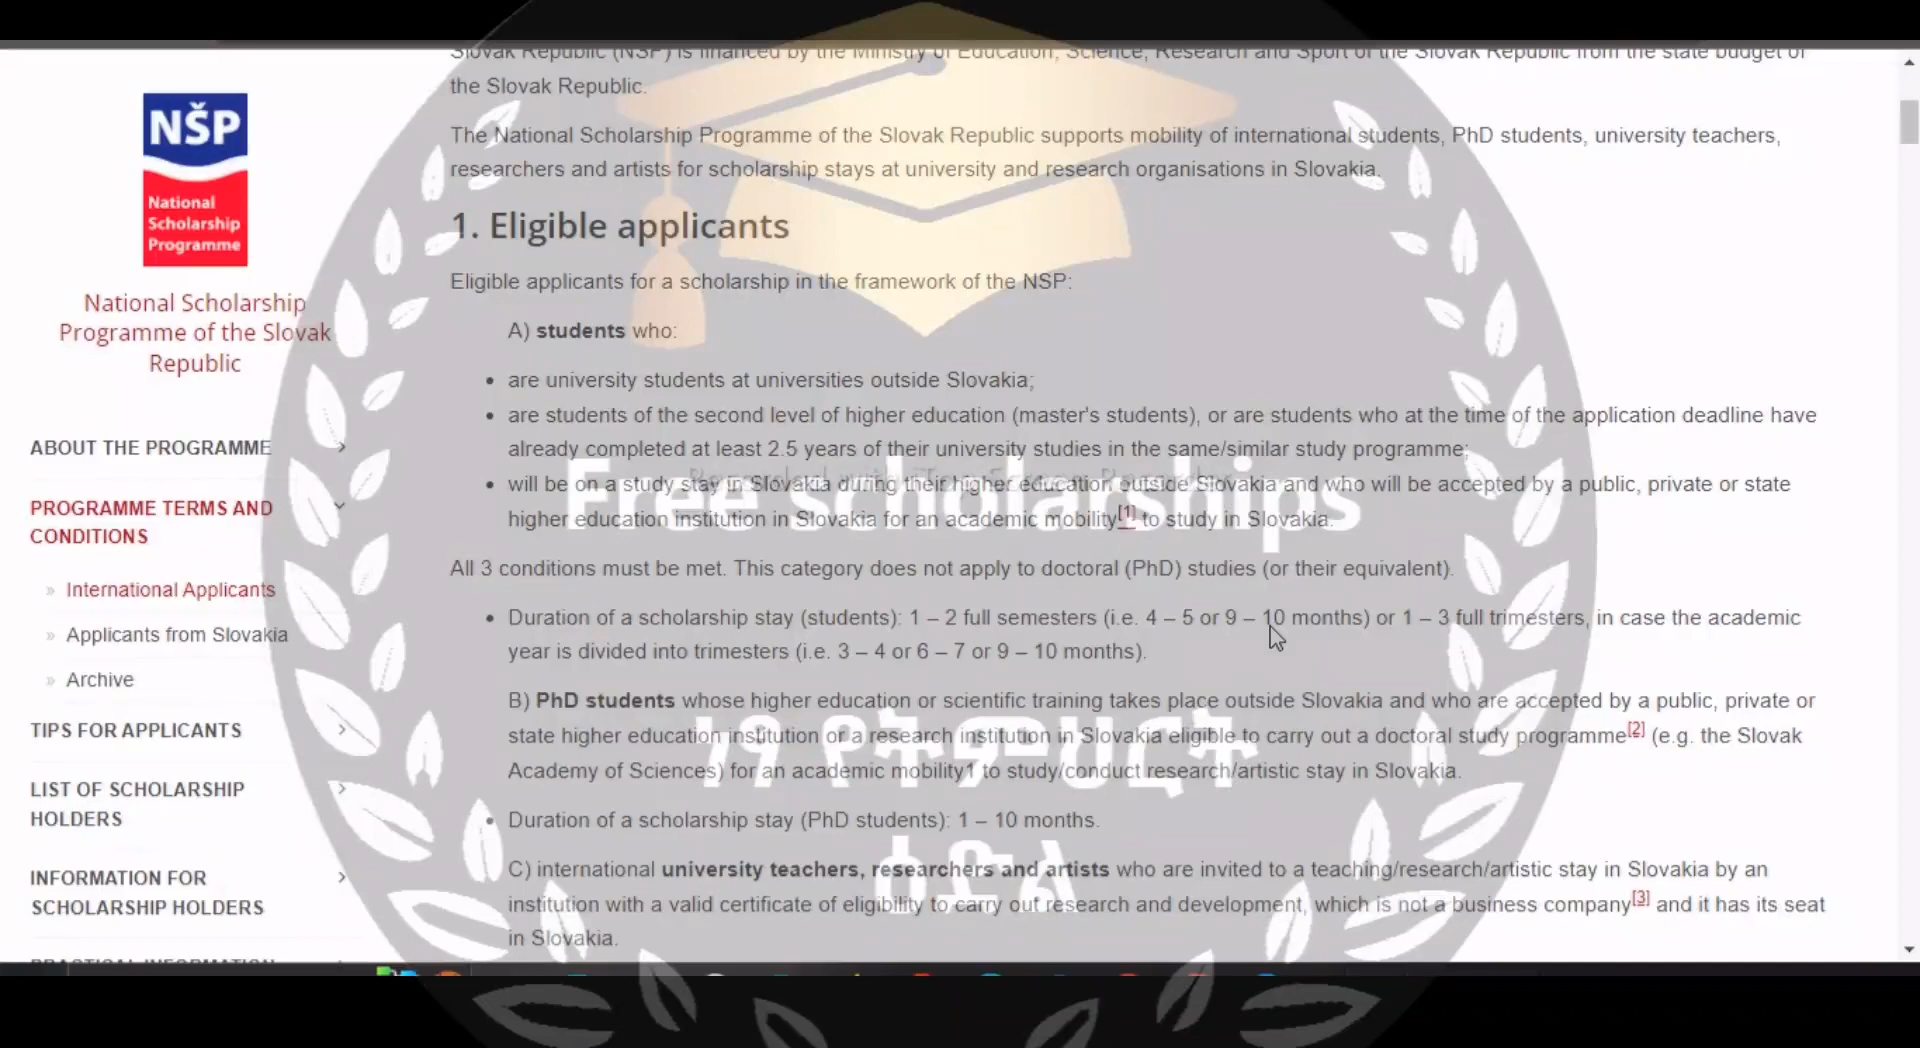 Slovak Republic (NSP) is financed by the Ministry of Education, Science, Research and Sport of the Slovak Republic from the state budget of
the Slovak Republic.
The National Scholarship Programme of the Slovak Republic supports mobility of international students, PhD students, university teachers,
researchers and artists for scholarship stays at university and research organisations in Slovakia.
1. Eligible applicants
Eligible applicants for a scholarship in the framework of the NSP:
A) students who:
• are university students at universities outside Slovakia;
• are students of the second level of higher education (master's students), or are students who at the time of the application deadline have
already completed at least 2.5 years of their university studies in the same/similar study programme;
• will be on a study stay in Slovakia during their higher education outside Slovakia and who will be accepted by a public, private or state
higher education institution in Slovakia for an academic mobility[1] to study in Slovakia.
All 3 conditions must be met. This category does not apply to doctoral (PhD) studies (or their equivalent).
• Duration of a scholarship stay (students): 1 – 2 full semesters (i.e. 4 – 5 or 9 – 10 months) or 1 – 3 full trimesters, in case the academic
year is divided into trimesters (i.e. 3 – 4 or 6 – 7 or 9 – 10 months).
B) PhD students whose higher education or scientific training takes place outside Slovakia and who are accepted by a public, private or
state higher education institution or a research institution in Slovakia eligible to carry out a doctoral study programme[2] (e.g. the Slovak
Academy of Sciences) for an academic mobility1 to study/conduct research/artistic stay in Slovakia.
• Duration of a scholarship stay (PhD students): 1 – 10 months.
C) international university teachers, researchers and artists who are invited to a teaching/research/artistic stay in Slovakia by an
institution with a valid certificate of eligibility to carry out research and development, which is not a business company[3] and it has its seat
in Slovakia.
NŠP
National
Scholarship
Programme
National Scholarship
Programme of the Slovak
Republic
ABOUT THE PROGRAMME
PROGRAMME TERMS AND
CONDITIONS
» International Applicants
» Applicants from Slovakia
» Archive
TIPS FOR APPLICANTS
LIST OF SCHOLARSHIP
HOLDERS
INFORMATION FOR
SCHOLARSHIP HOLDERS
PRACTICAL INFORMATION
Free scholarships
ነፃ የትምህርት
ዕድል